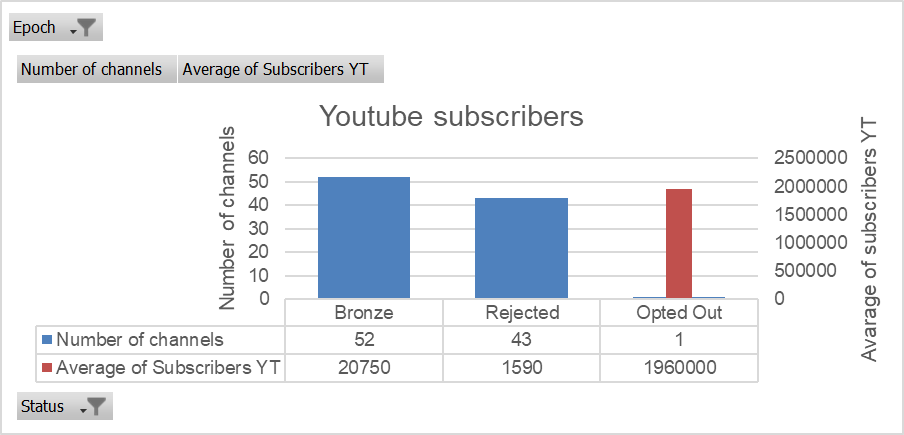 Epoch
Number of channels Average of Subscribers YT
Youtube subscribers
Number of channels
60
50
40
30
20
10
0
2500000
2000000
1500000
1000000
500000
0
Avarage of subscribers YT
Bronze Rejected Opted Out
Number of channels 52 43 1
Average of Subscribers YT 20750 1590 1960000
Status